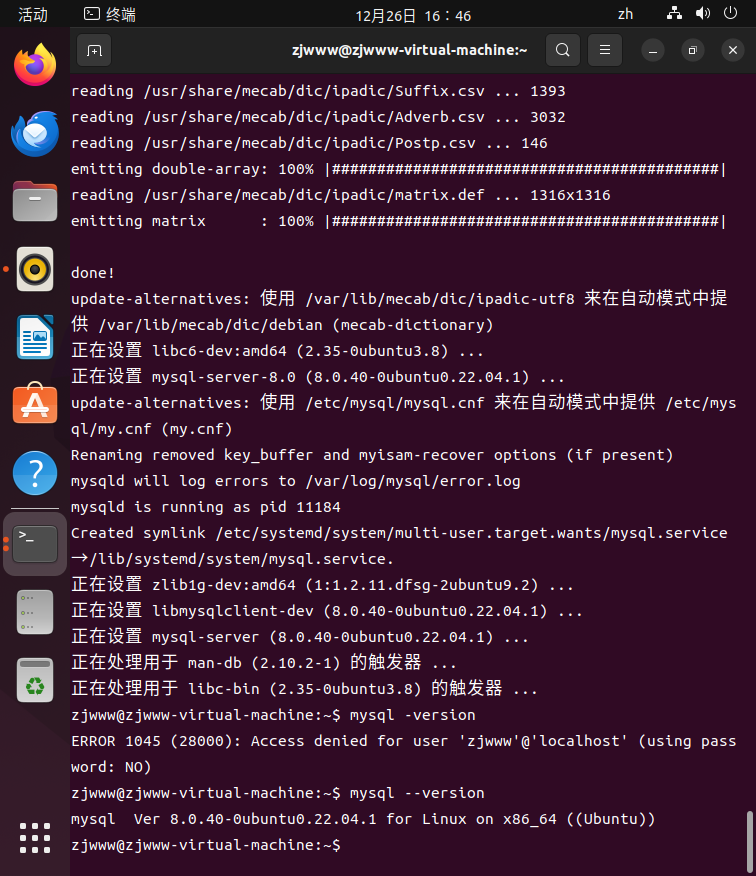 活动 终端 12月26日 16：46 zh
zjwww@zjwww-virtual-machine:~
reading /usr/share/mecab/dic/ipadic/Suffix.csv ... 1393
reading /usr/share/mecab/dic/ipadic/Adverb.csv ... 3032
reading /usr/share/mecab/dic/ipadic/Postp.csv ... 146
emitting double-array: 100% |###########################################|
reading /usr/share/mecab/dic/ipadic/matrix.def ... 1316x1316
emitting matrix      : 100% |###########################################|
done!
update-alternatives: 使用 /var/lib/mecab/dic/ipadic-utf8 来在自动模式中提
供 /var/lib/mecab/dic/debian (mecab-dictionary)
正在设置 libc6-dev:amd64 (2.35-0ubuntu3.8) ...
正在设置 mysql-server-8.0 (8.0.40-0ubuntu0.22.04.1) ...
update-alternatives: 使用 /etc/mysql/mysql.cnf 来在自动模式中提供 /etc/mys
ql/my.cnf (my.cnf)
Renaming removed key_buffer and myisam-recover options (if present)
mysqld will log errors to /var/log/mysql/error.log
mysqld is running as pid 11184
Created symlink /etc/systemd/system/multi-user.target.wants/mysql.service
→/lib/systemd/system/mysql.service.
正在设置 zlib1g-dev:amd64 (1:1.2.11.dfsg-2ubuntu9.2) ...
正在设置 libmysqlclient-dev (8.0.40-0ubuntu0.22.04.1) ...
正在设置 mysql-server (8.0.40-0ubuntu0.22.04.1) ...
正在处理用于 man-db (2.10.2-1) 的触发器 ...
正在处理用于 libc-bin (2.35-0ubuntu3.8) 的触发器 ...
zjwww@zjwww-virtual-machine:~$ mysql -version
ERROR 1045 (28000): Access denied for user 'zjwww'@'localhost' (using pass
word: NO)
zjwww@zjwww-virtual-machine:~$ mysql --version
mysql  Ver 8.0.40-0ubuntu0.22.04.1 for Linux on x86_64 ((Ubuntu))
zjwww@zjwww-virtual-machine:~$